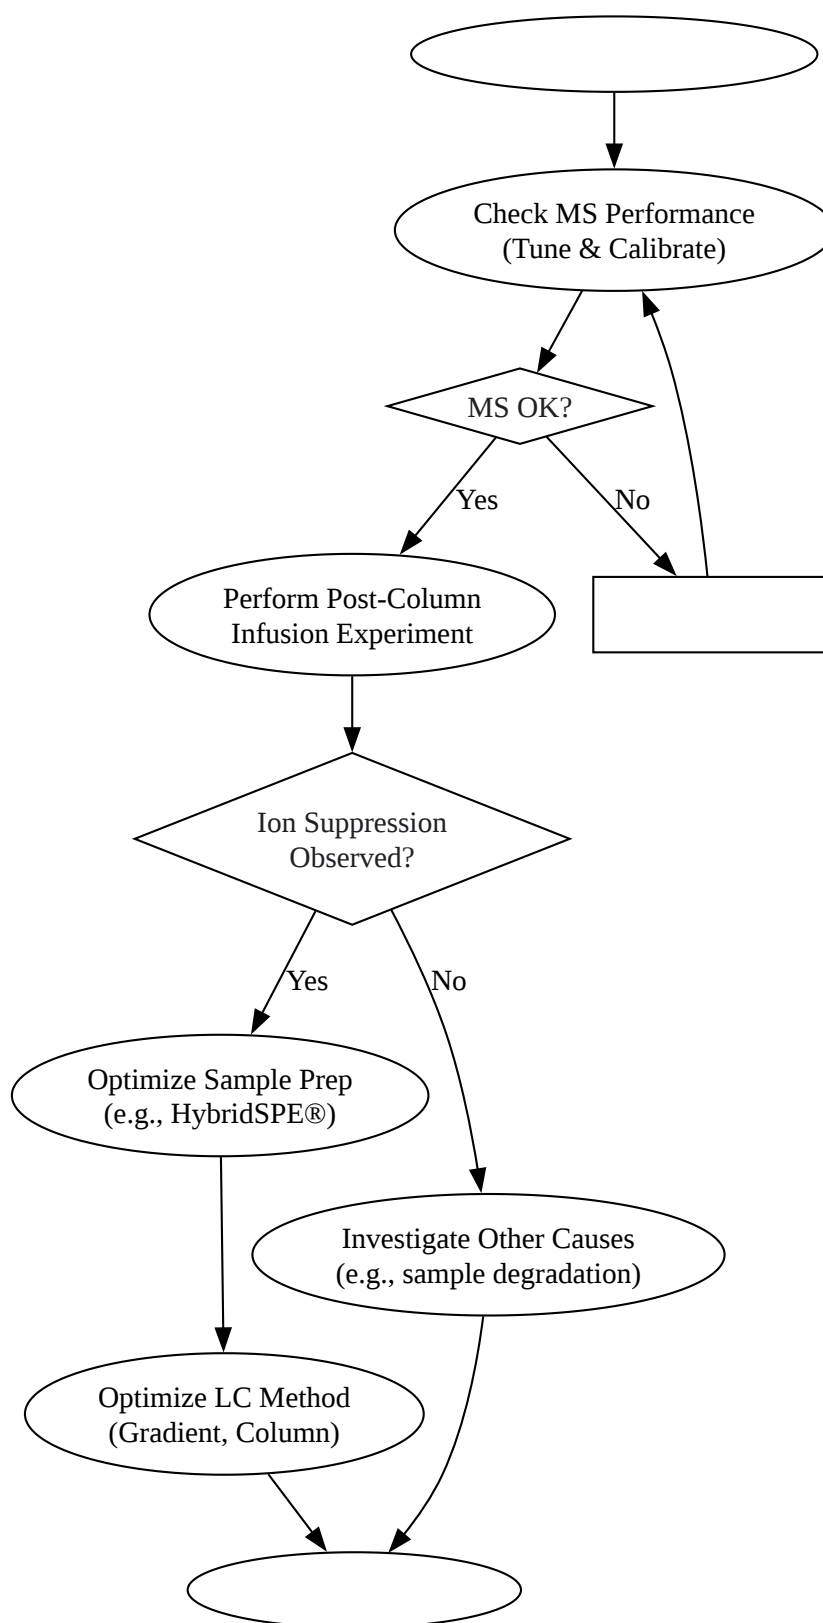 Check MS Performance
(Tune & Calibrate)
MS OK?
Yes
No
Perform Post-Column
Infusion Experiment
Ion Suppression
Observed?
Yes
No
Optimize Sample Prep
(e.g., HybridSPE®)
Investigate Other Causes
(e.g., sample degradation)
Optimize LC Method
(Gradient, Column)